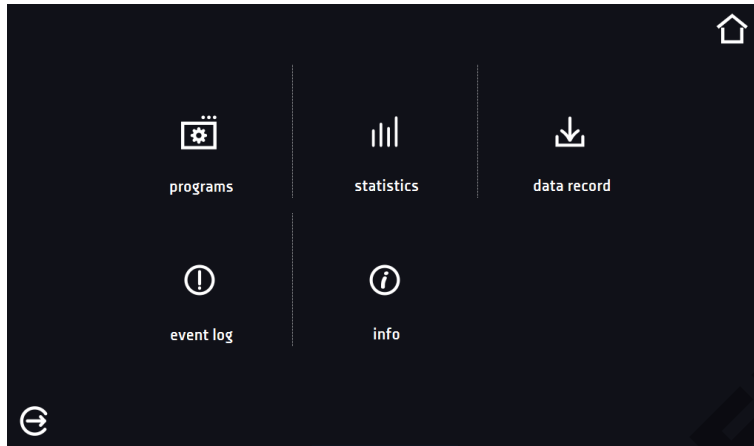 programs
statistics
data record
event log
info